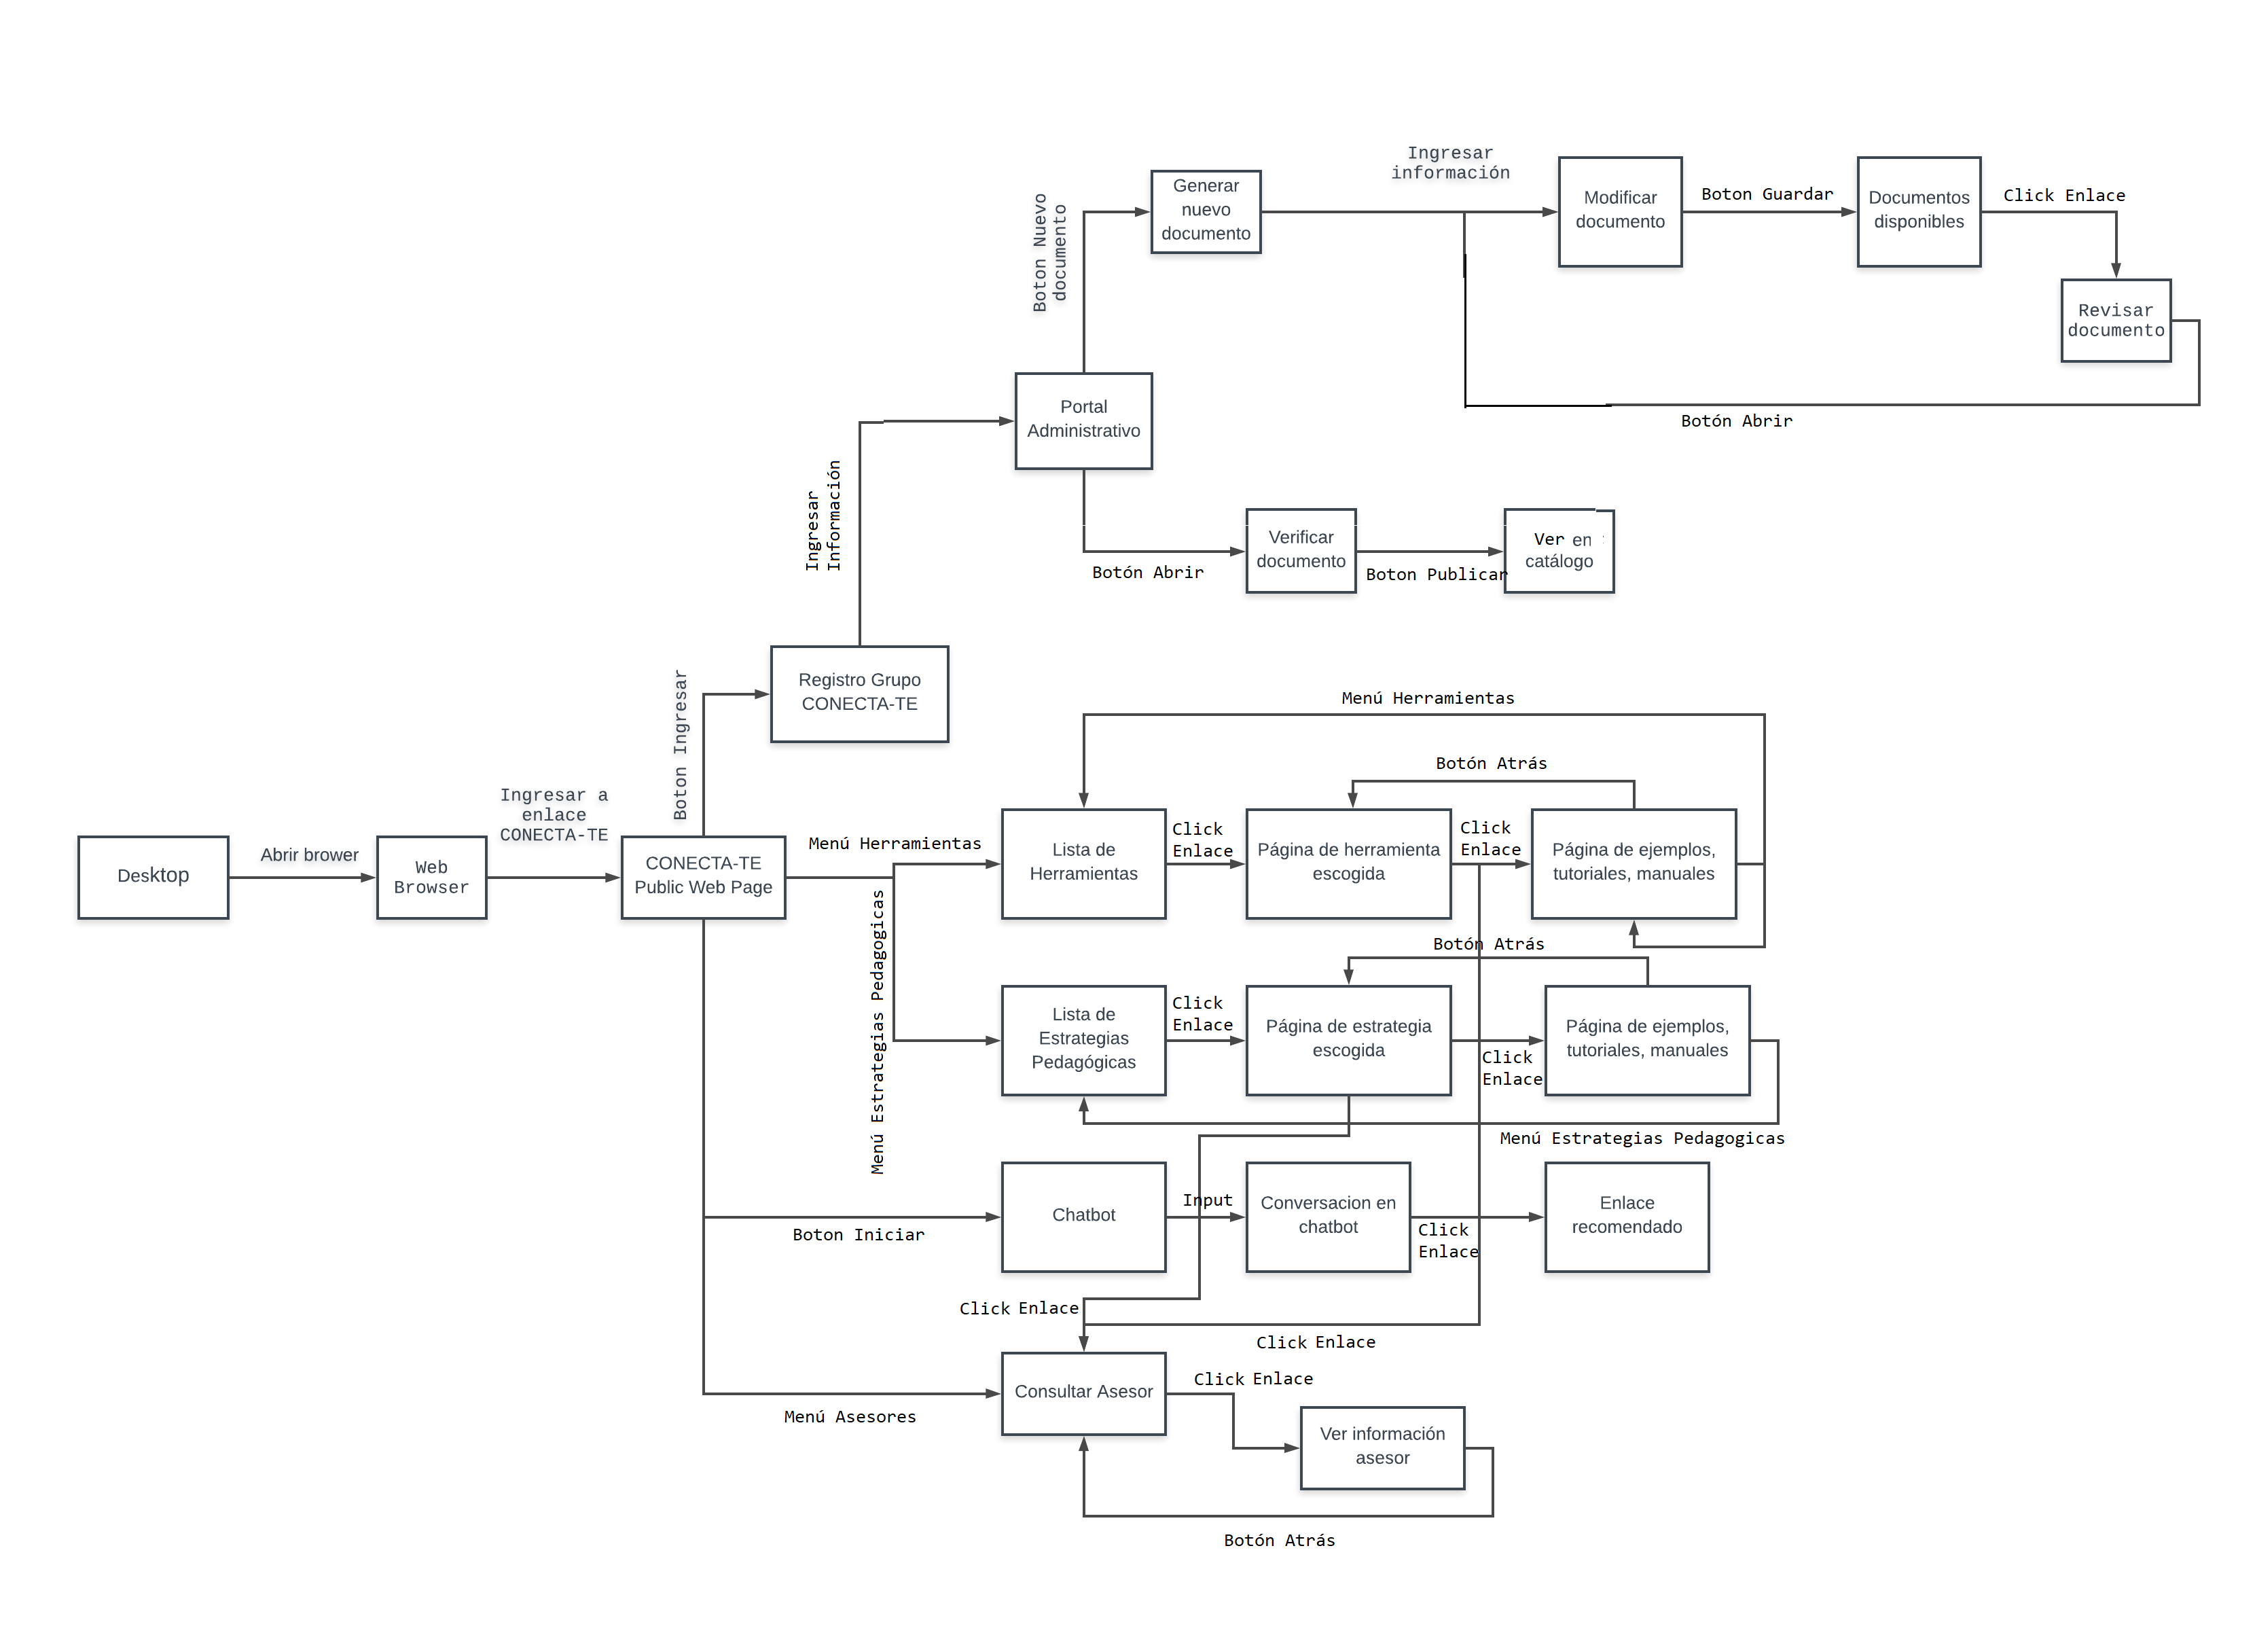 Ingresar
información
Generar
nuevo
documento
Modificar
documento
Boton Guardar
Documentos
disponibles
Click Enlace
Boton Nuevo
documento
Revisar
documento
Portal
Administrativo
Botón Abrir
Ingresar
Información
Verificar
documento
Ver en
catálogo
Botón Abrir
Boton Publicar
Registro Grupo
CONECTA-TE
Boton Ingresar
Menú Herramientas
Botón Atrás
Ingresar a
enlace
CONECTA-TE
Desktop
Abrir brower
Web
Browser
CONECTA-TE
Public Web Page
Menú Herramientas
Lista de
Herramientas
Click
Enlace
Página de herramienta
escogida
Click
Enlace
Página de ejemplos,
tutoriales, manuales
Menú Estrategias Pedagogicas
Botón Atrás
Lista de
Estrategias
Pedagógicas
Click
Enlace
Página de estrategia
escogida
Click
Enlace
Página de ejemplos,
tutoriales, manuales
Menú Estrategias Pedagogicas
Boton Iniciar
Chatbot
Input
Conversacion en
chatbot
Click
Enlace
Enlace
recomendado
Click Enlace
Click Enlace
Menú Asesores
Consultar Asesor
Click Enlace
Ver información
asesor
Botón Atrás